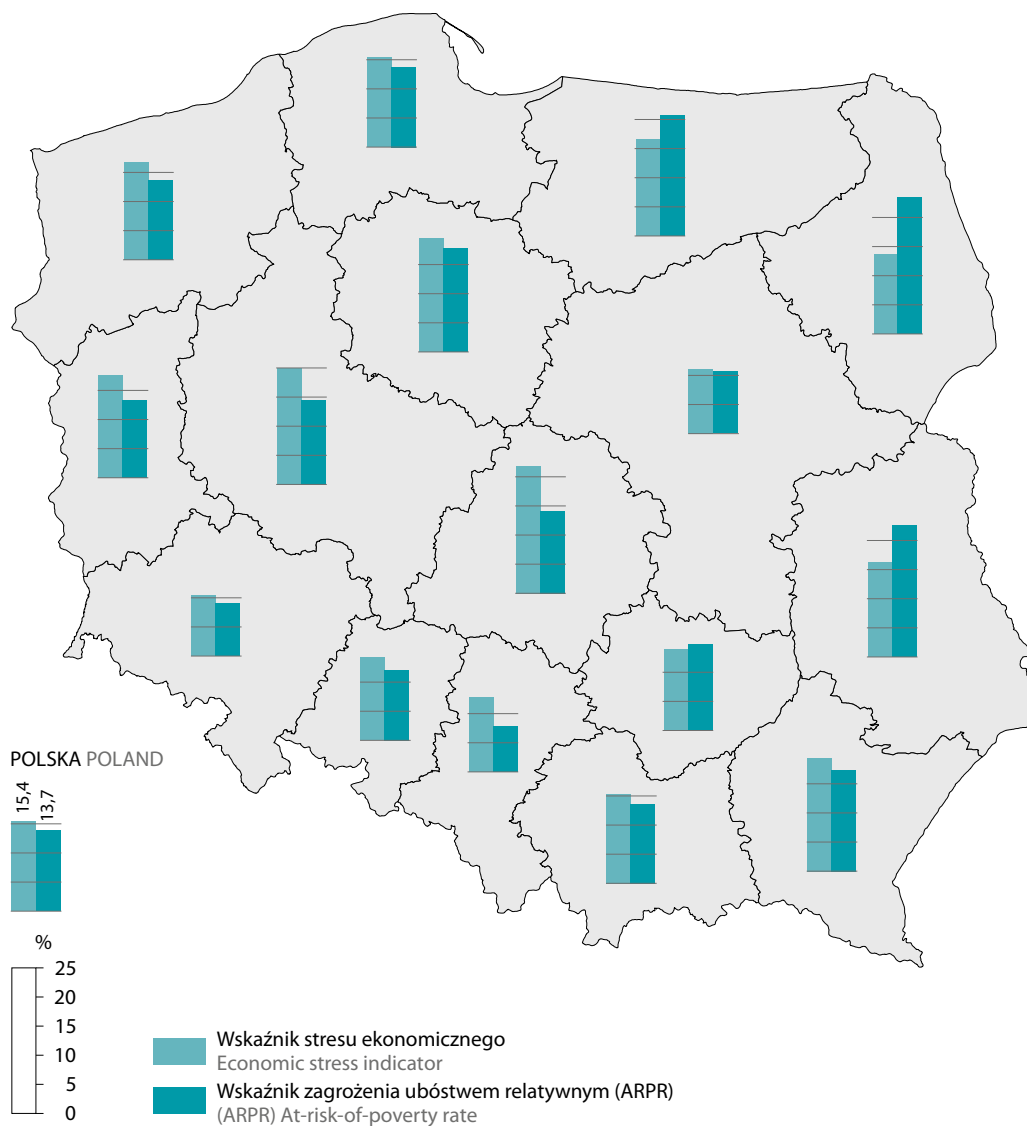 POLSKA POLAND
15,4
13,7
%
25
20
15
10
5
0
Wskaźnik stresu ekonomicznego
Economic stress indicator
Wskaźnik zagrożenia ubóstwem relatywnym (ARPR)
(ARPR) At-risk-of-poverty rate